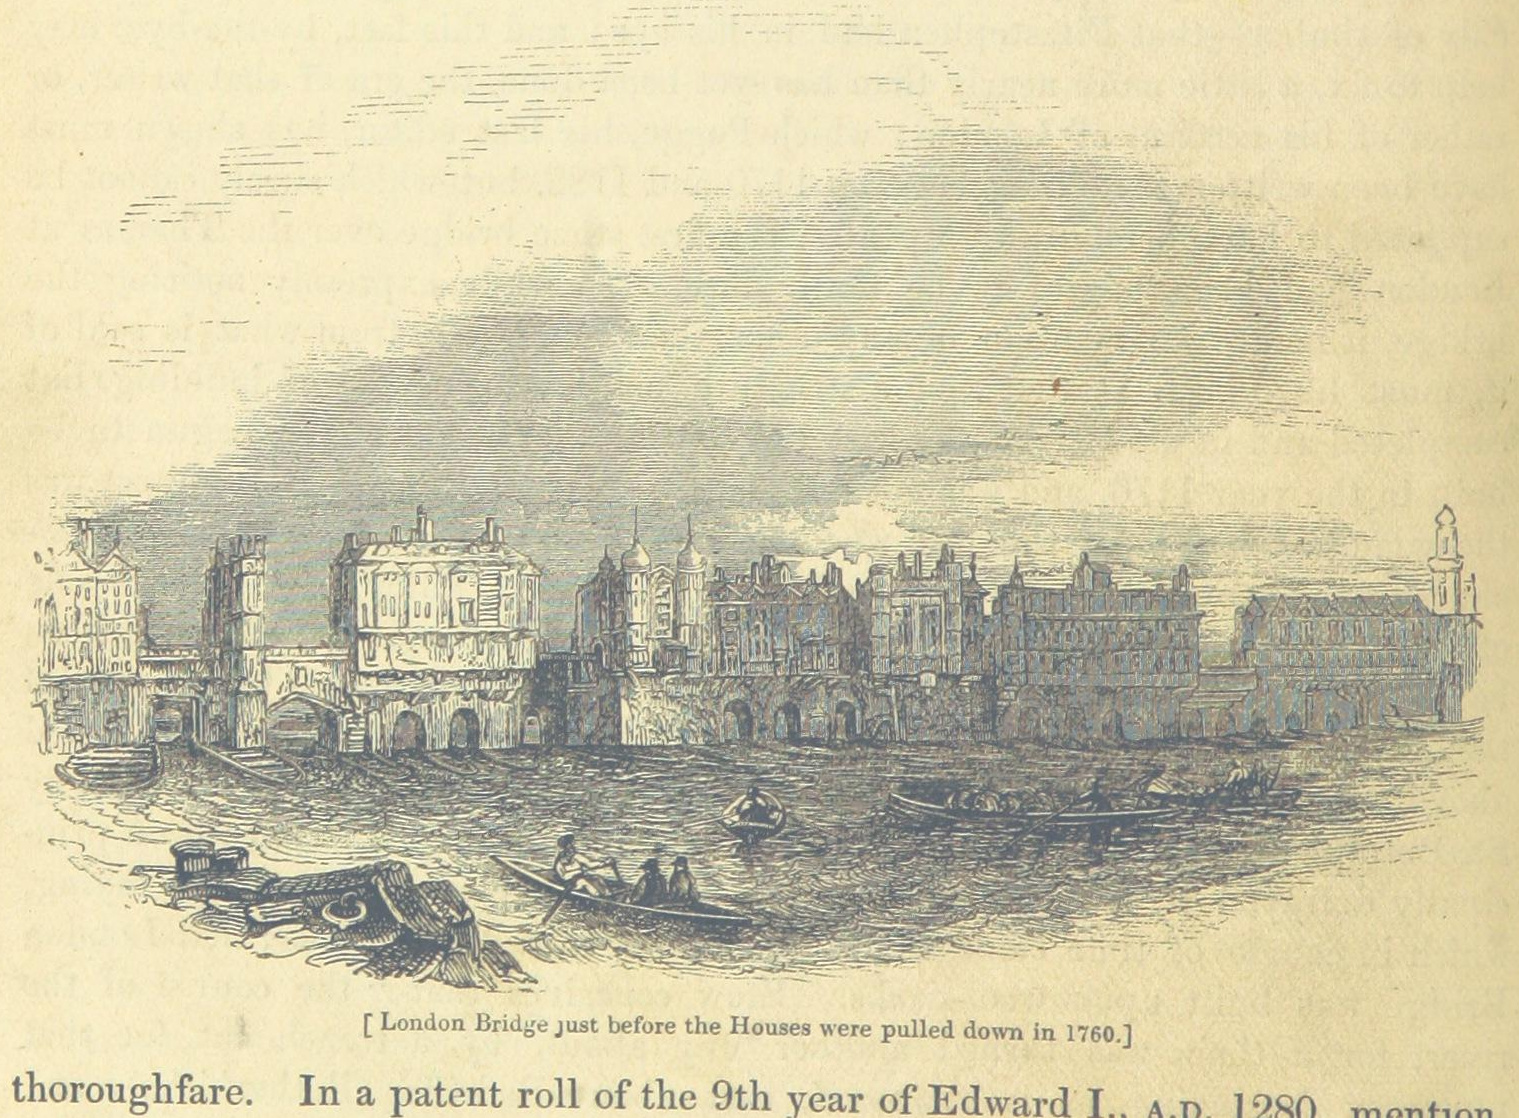 [ London Bridge just before the Houses were pulled down in 1760.]
thoroughfare. In a patent roll of the 9th year of Edward I., A.D. 1280, mention